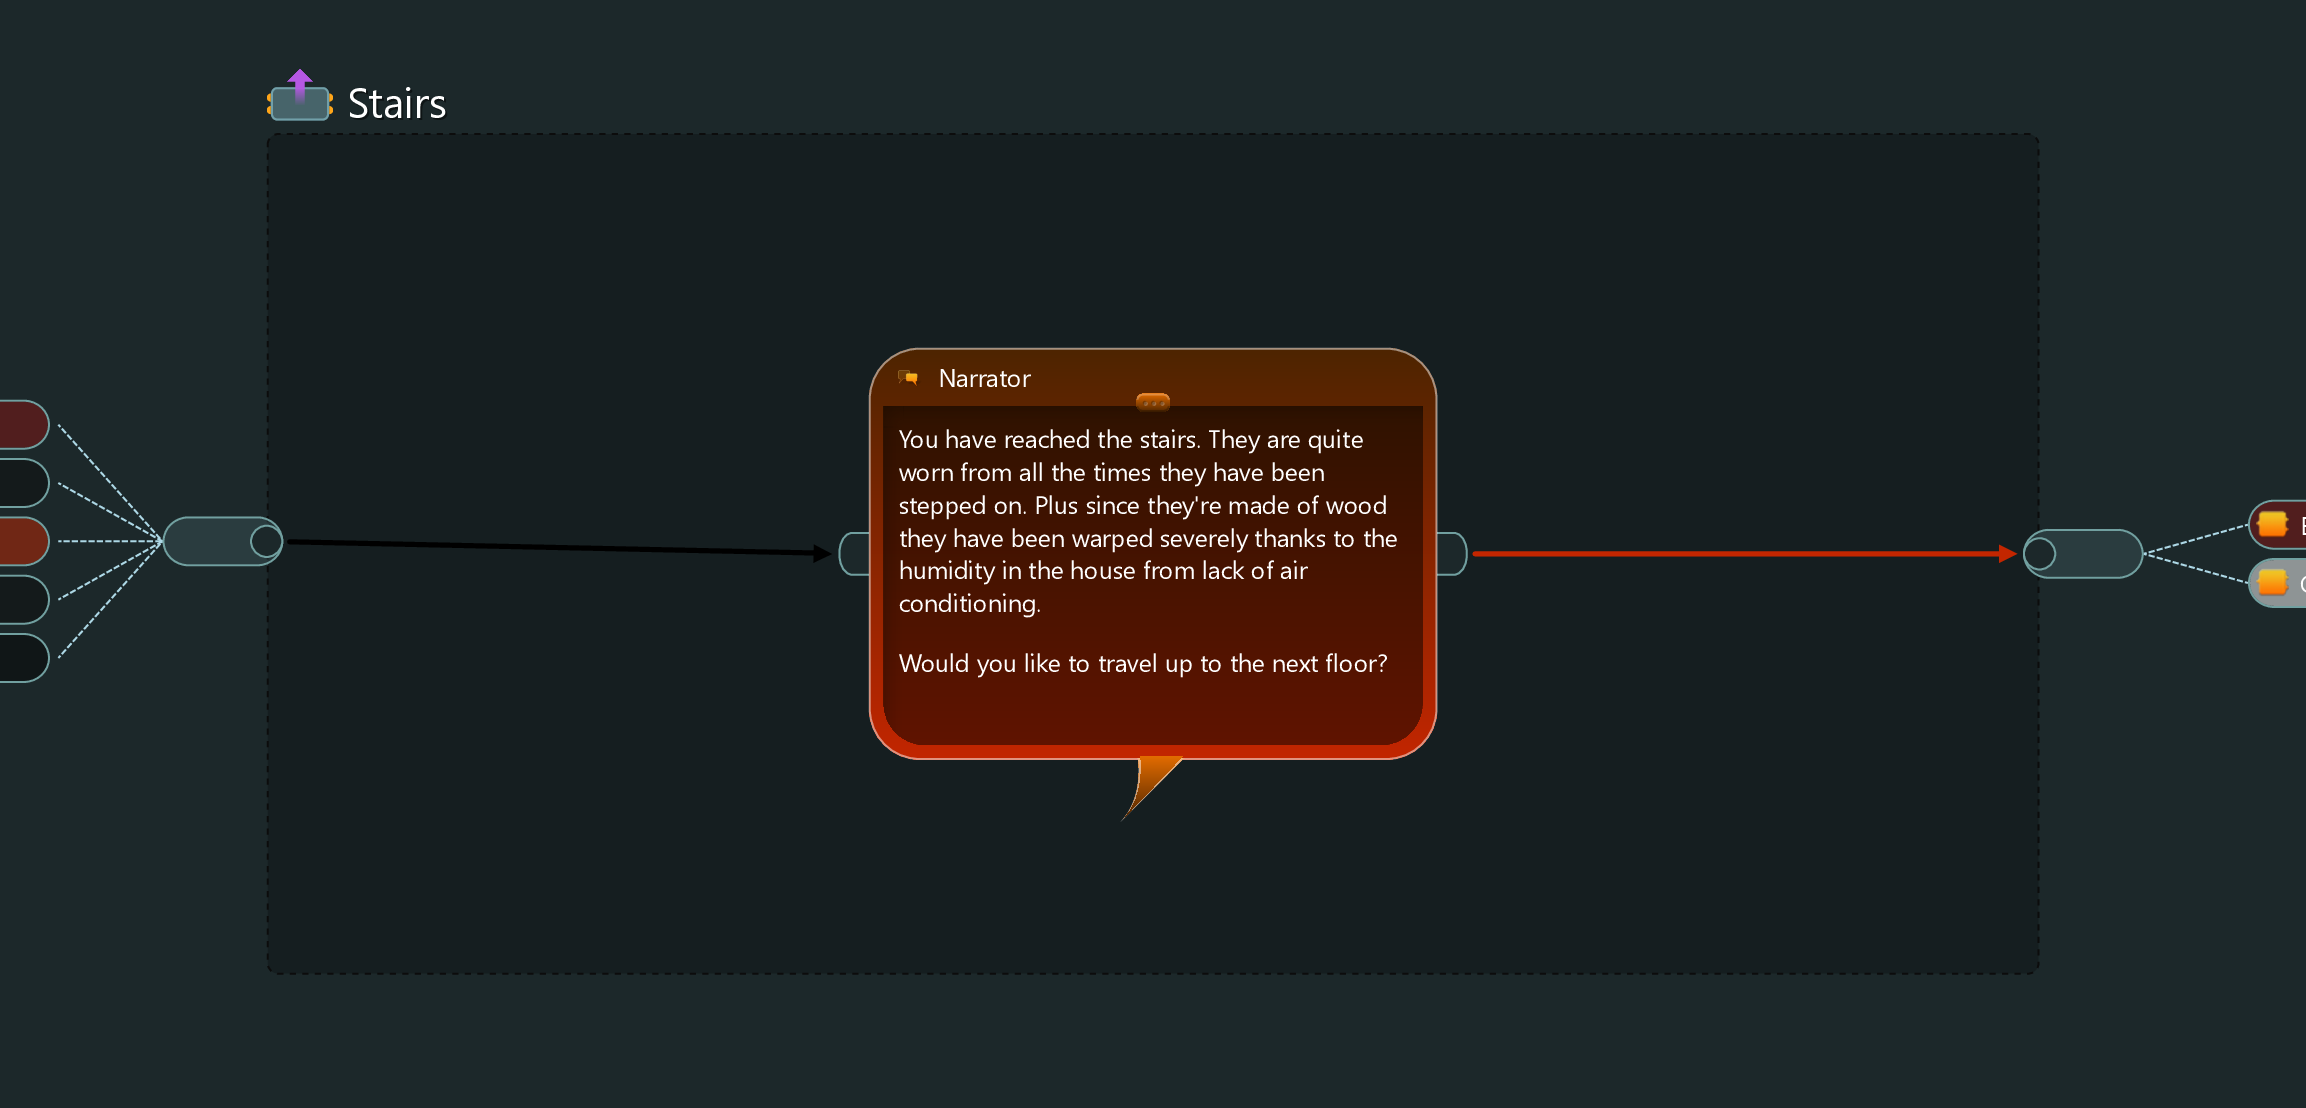 Stairs
Narrator
You have reached the stairs. They are quite
worn from all the times they have been
stepped on. Plus since they're made of wood
they have been warped severely thanks to the
humidity in the house from lack of air
conditioning.
Would you like to travel up to the next floor?